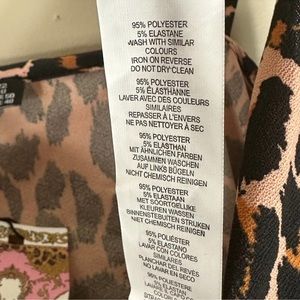 95% POLYESTER
5% ELASTANE
WASH WITH SIMILAR
COLOURS
IRON ON REVERSE
DO NOT DRY CLEAN
95% POLYESTER
5% ÉLASTHANNE
LAVER AVEC DES COULEURS
SIMILAIRES
REPASSER À L'ENVERS
NE PAS NETTOYER À SEC
95% POLYESTER
5% ELASTHAN
MIT ÄHNLICHEN FARBEN
ZUSAMMEN WASCHEN
AUF LINKS BÜGELN
NICHT CHEMISCH REINIGEN
95% POLYESTER
5% ELASTAAN
MET SOORTGELIJKE
KLEUREN WASSEN
BINNENSTEBUITEN STRIJKEN
95% POLIÉSTER
5% ELASTANO
LAVAR CON COLORES
SIMILARES
PLANCHAR DEL REVÉS
NO LAVAR EN SECO